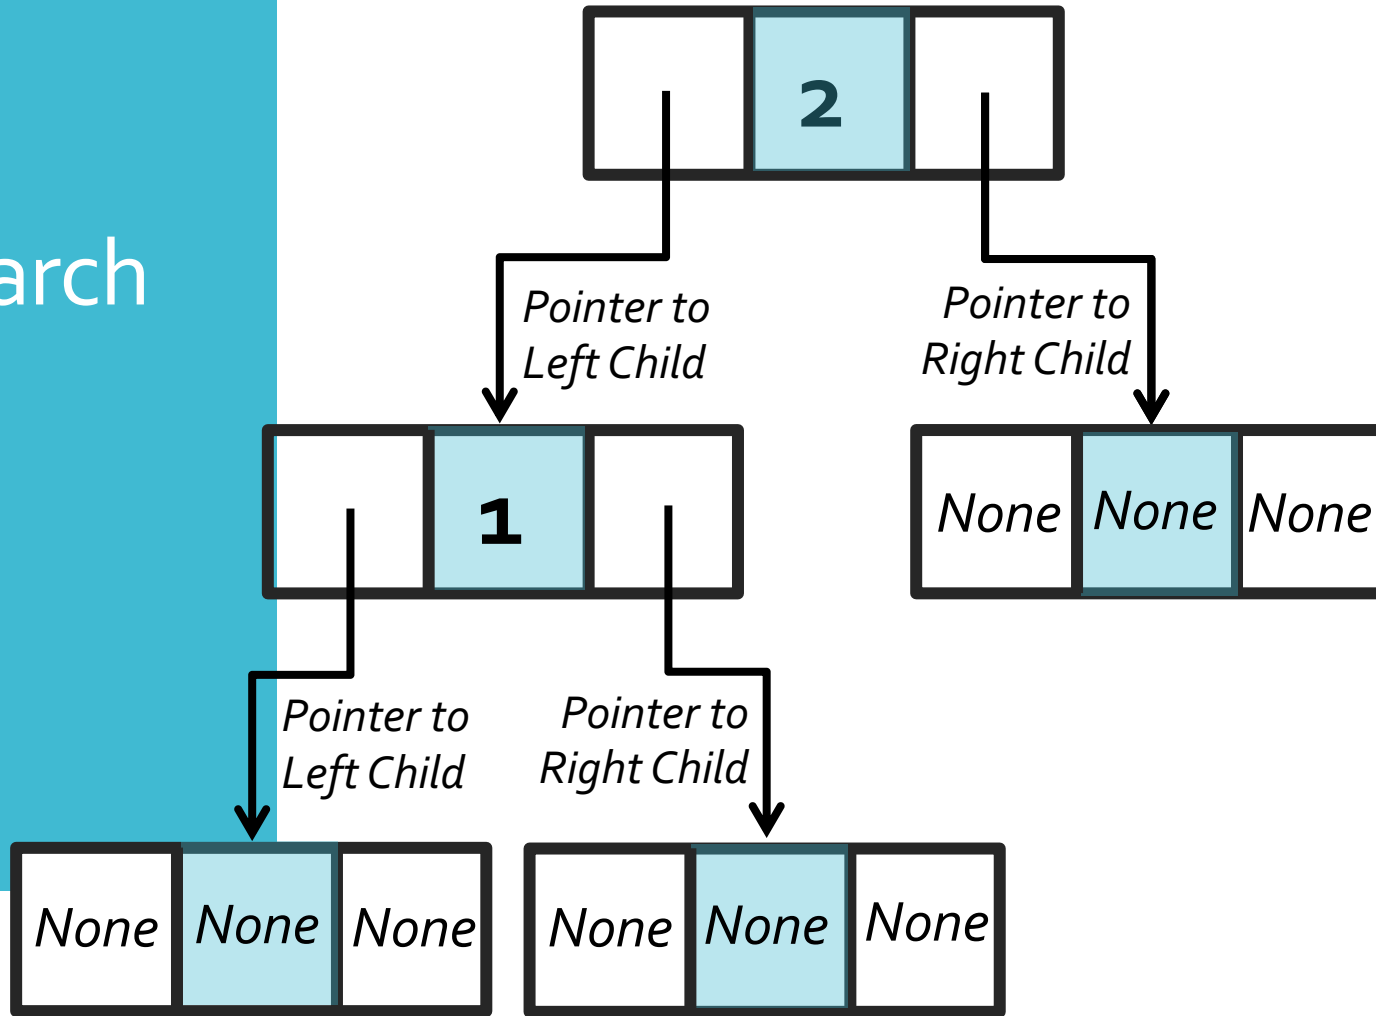 2
arch
Pointer to
Left Child
Pointer to
Right Child
1
None None None
Pointer to
Left Child
Pointer to
Right Child
None None None
None None None